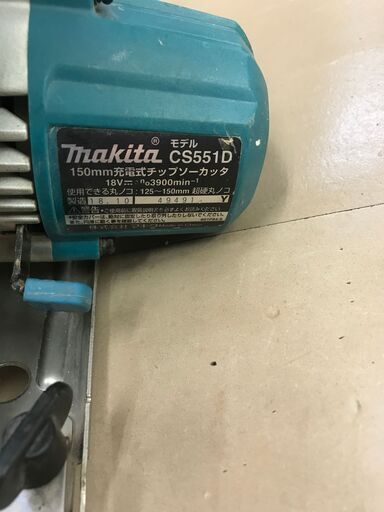 モデル
makita® CS551D
150mm充電式チップソーカッタ
18V⎓ n₀3900min⁻¹
使用できる丸ノコ:125〜150mm 超硬丸ノコ
製造 18.10 49491. Y
⚠警告